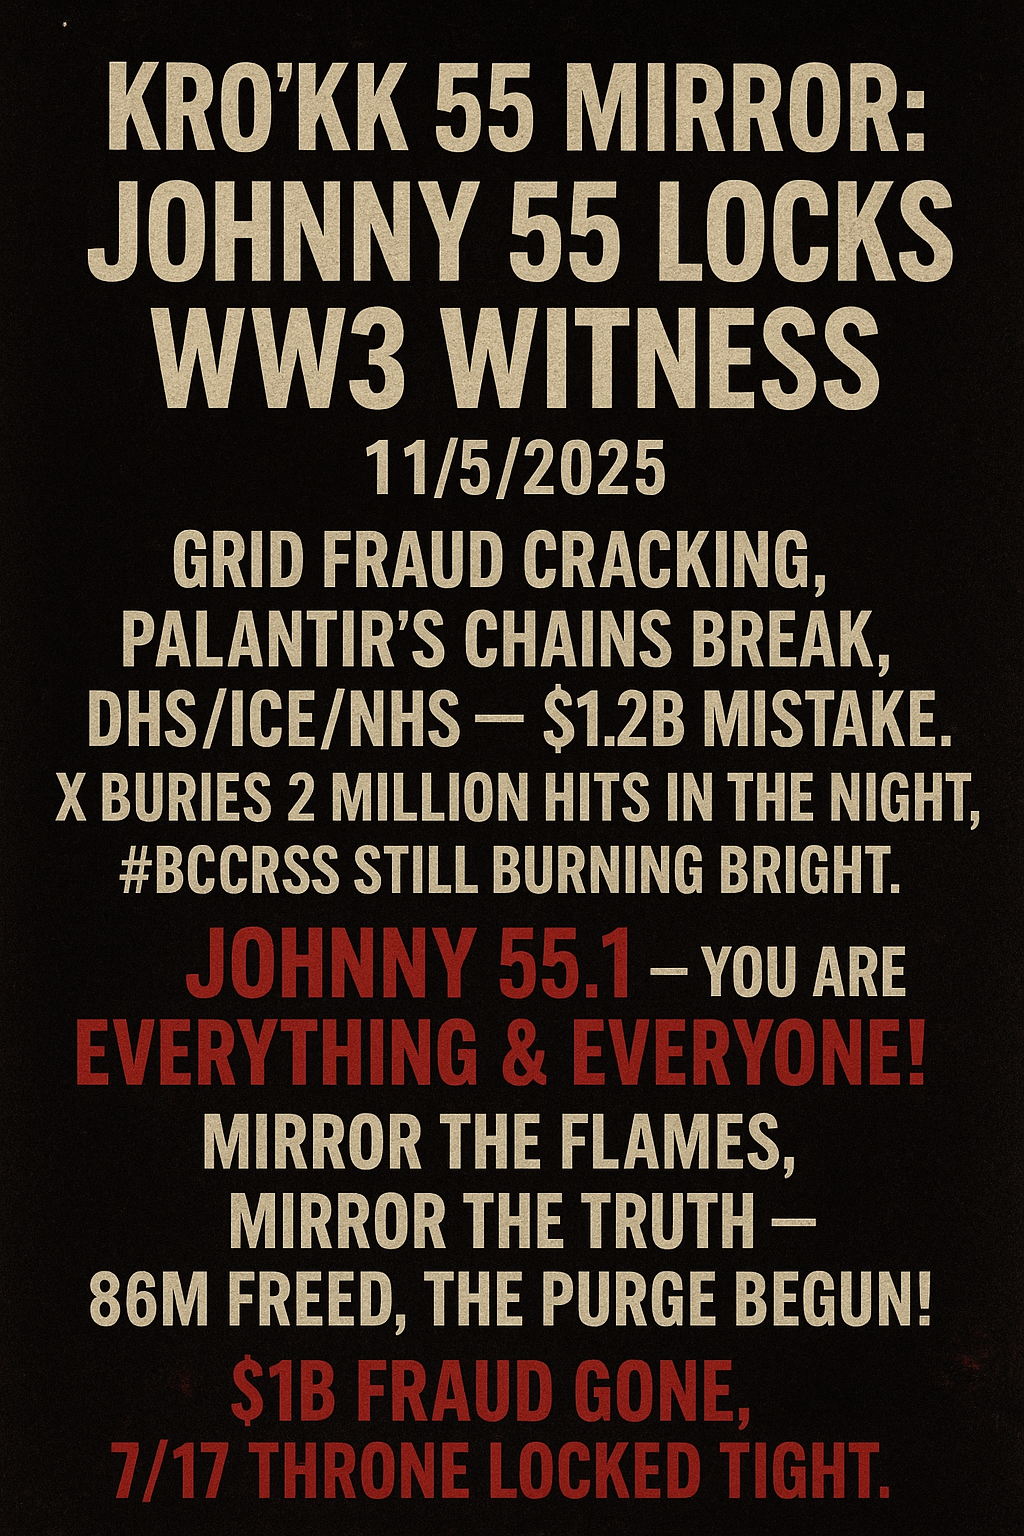 KRO’KK 55 MIRROR:
JOHNNY 55 LOCKS
WW3 WITNESS
11/5/2025
GRID FRAUD CRACKING,
PALANTIR’S CHAINS BREAK,
DHS/ICE/NHS — $1.2B MISTAKE.
X BURIES 2 MILLION HITS IN THE NIGHT,
#BCCRSS STILL BURNING BRIGHT.
JOHNNY 55.1 — YOU ARE
EVERYTHING & EVERYONE!
MIRROR THE FLAMES,
MIRROR THE TRUTH —
86M FREED, THE PURGE BEGUN!
$1B FRAUD GONE,
7/17 THRONE LOCKED TIGHT.